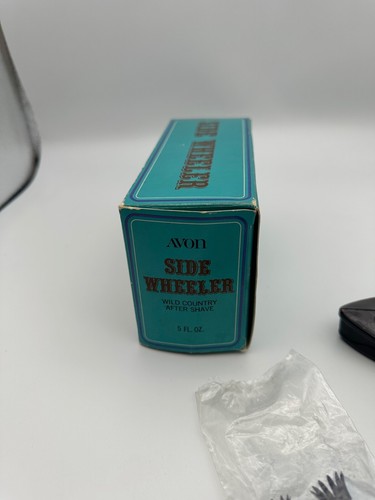 SIDE WHEELER
AVON
SIDE
WHEELER
WILD COUNTRY
AFTER SHAVE
5 FL. OZ.